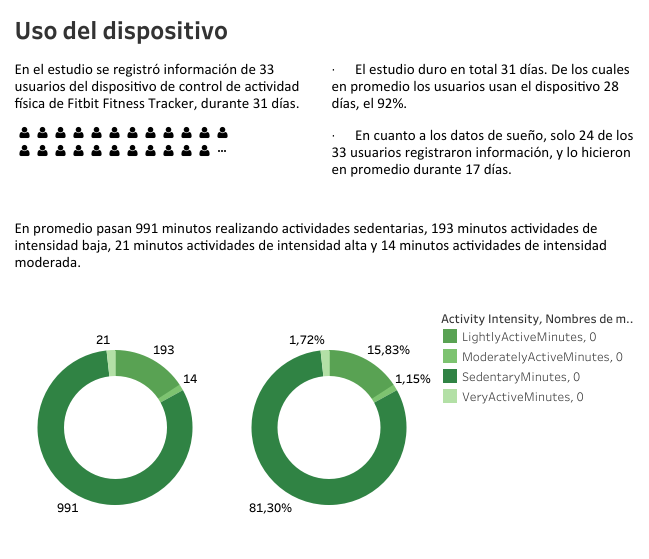 Uso del dispositivo
En el estudio se registró información de 33
usuarios del dispositivo de control de actividad
física de Fitbit Fitness Tracker, durante 31 días.
...
· El estudio duro en total 31 días. De los cuales
en promedio los usuarios usan el dispositivo 28
días, el 92%.
· En cuanto a los datos de sueño, solo 24 de los
33 usuarios registraron información, y lo hicieron
en promedio durante 17 días.
En promedio pasan 991 minutos realizando actividades sedentarias, 193 minutos actividades de
intensidad baja, 21 minutos actividades de intensidad alta y 14 minutos actividades de intensidad
moderada.
21
193
14
991
1,72%
15,83%
1,15%
81,30%
Activity Intensity, Nombres de m..
LightlyActiveMinutes, 0
ModeratelyActiveMinutes, 0
SedentaryMinutes, 0
VeryActiveMinutes, 0